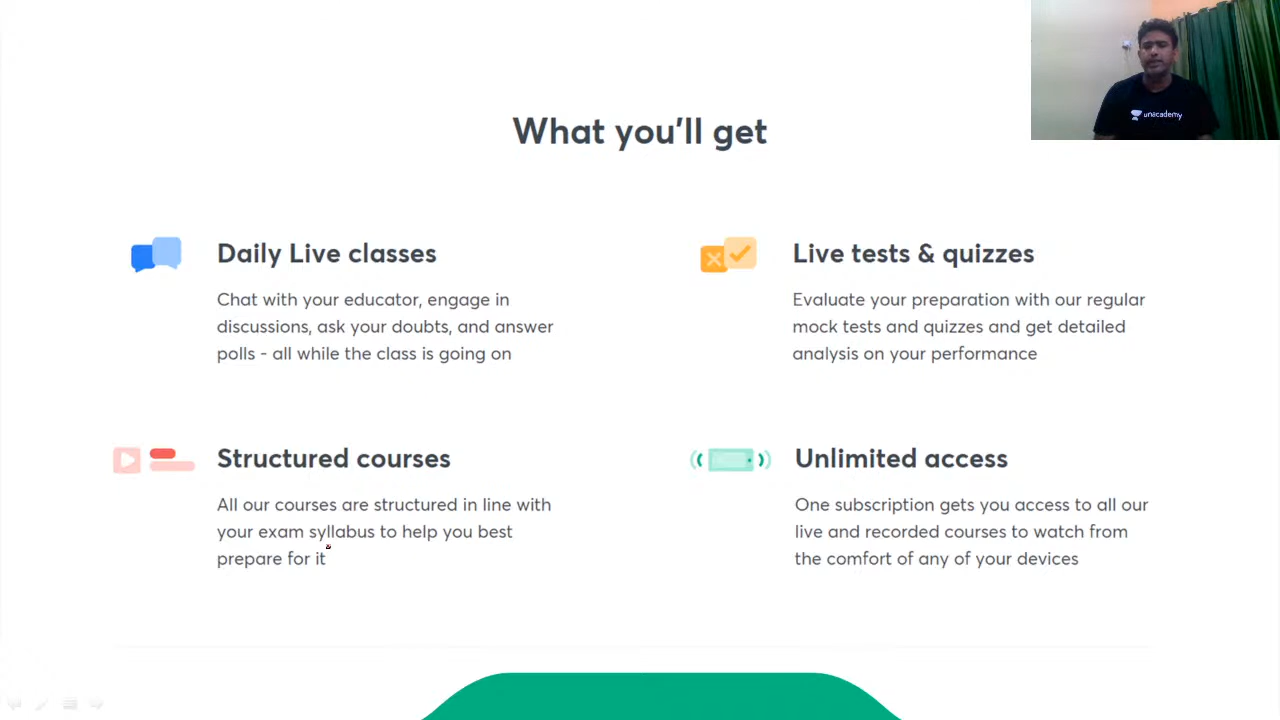 unacademy
What you'll get
Daily Live classes
Chat with your educator, engage in
discussions, ask your doubts, and answer
polls - all while the class is going on
Live tests & quizzes
Evaluate your preparation with our regular
mock tests and quizzes and get detailed
analysis on your performance
Structured courses
All our courses are structured in line with
your exam syllabus to help you best
prepare for it
Unlimited access
One subscription gets you access to all our
live and recorded courses to watch from
the comfort of any of your devices